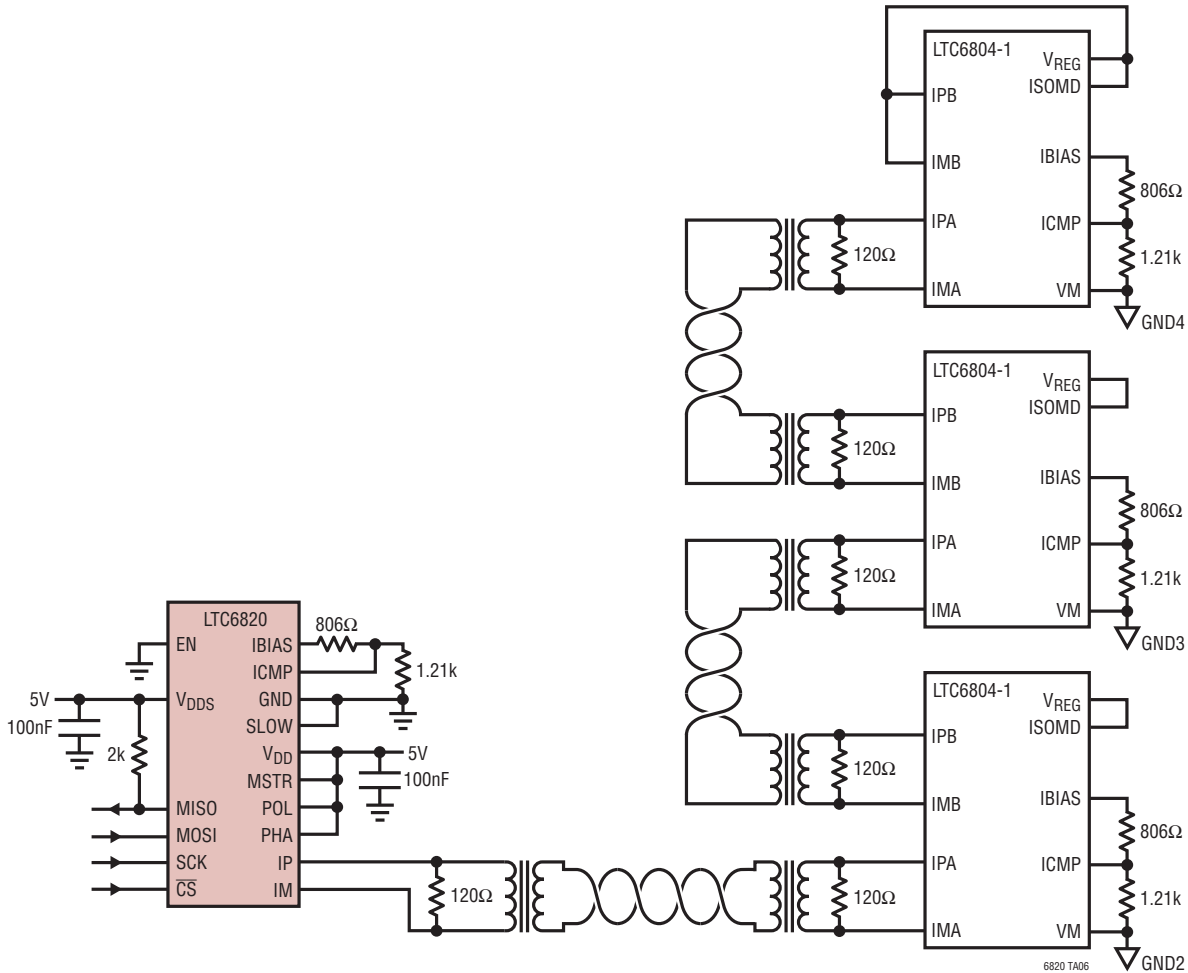 LTC6804-1
VREG
ISOMD
IPB
IMB
IBIAS
806Ω
IPA
ICMP
120Ω
1.21k
IMA
VM
GND4
LTC6804-1
VREG
ISOMD
IPB
120Ω
IMB
IBIAS
806Ω
IPA
ICMP
120Ω
1.21k
IMA
VM
GND3
LTC6804-1
VREG
ISOMD
IPB
120Ω
IMB
IBIAS
806Ω
IPA
ICMP
120Ω
1.21k
IMA
VM
GND2
LTC6820
EN
IBIAS
806Ω
ICMP
1.21k
5V
VDDS
GND
100nF
SLOW
2k
VDD
5V
MSTR
100nF
MISO
POL
MOSI
PHA
SCK
IP
CS
IM
120Ω
6820 TA06